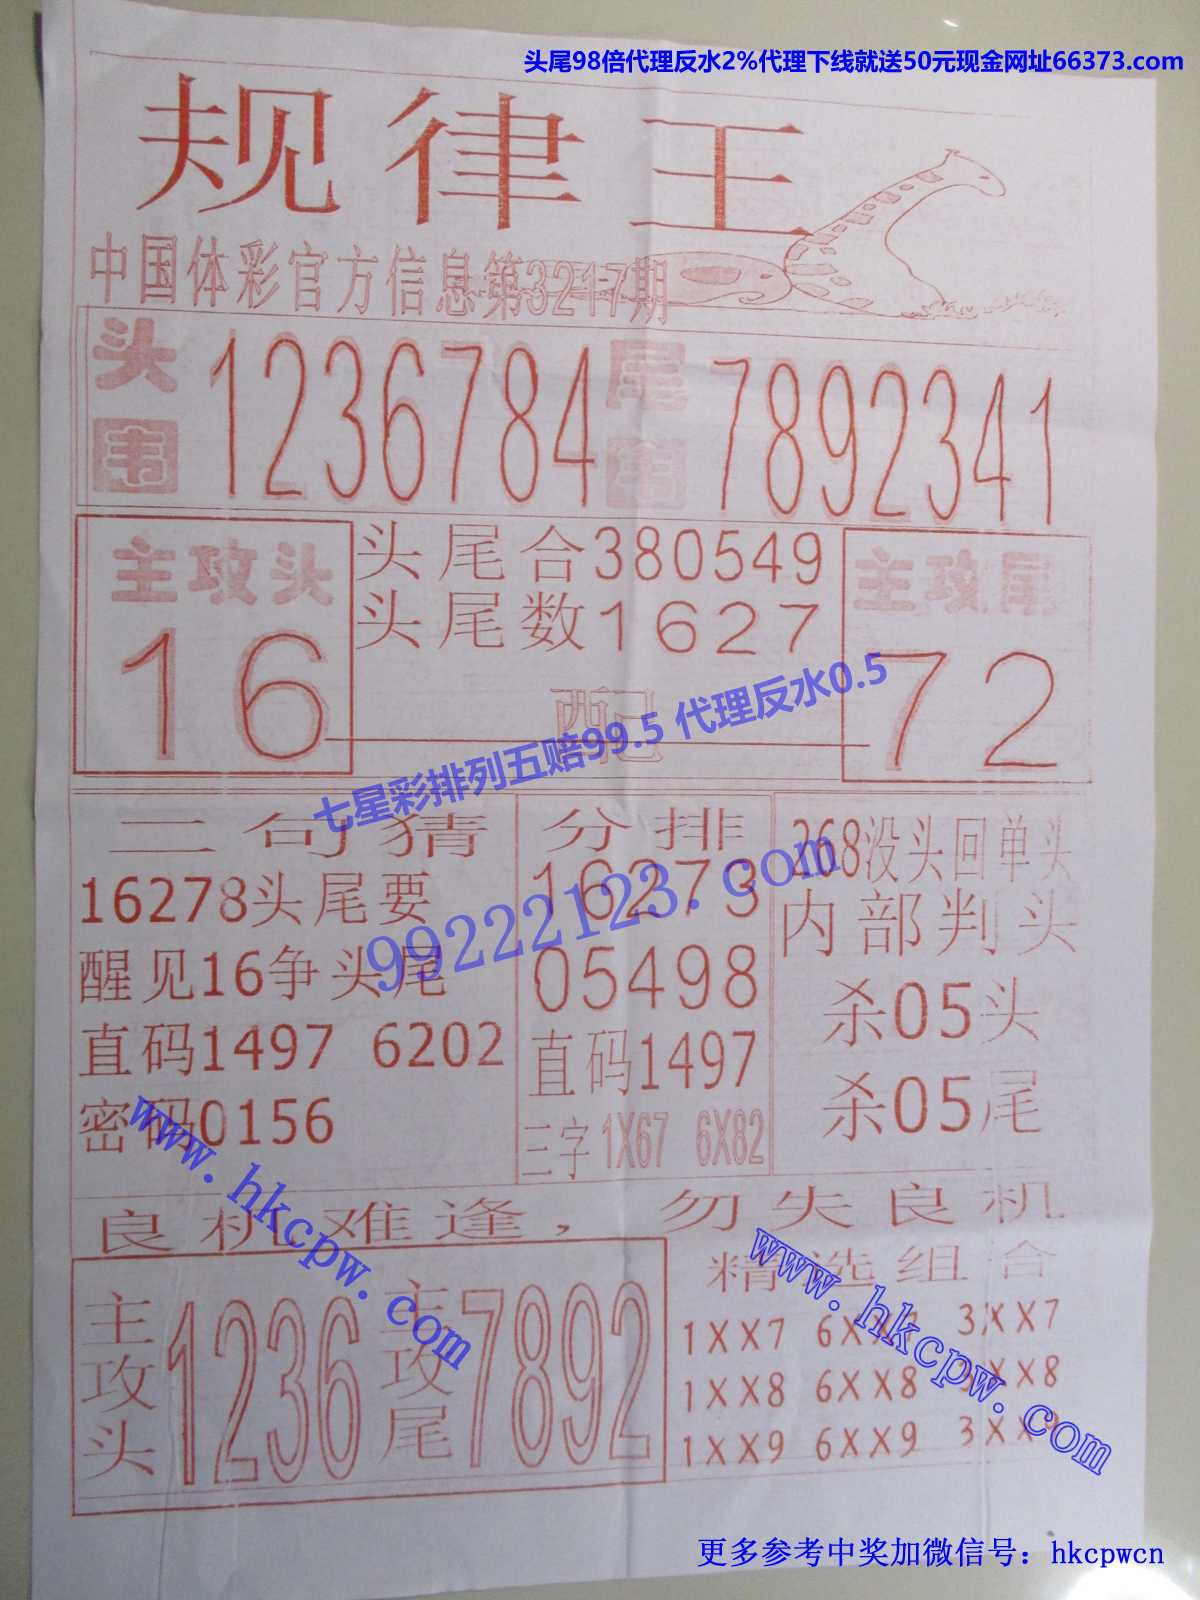 头尾98倍代理反水2%代理下线就送50元现金网址66373.com
规律王
中国体彩官方信息第3217期
头围 1236784 尾围 7892341
主攻头 16
头尾合380549
头尾数1627
配
主攻尾 72
七星彩排列五赔99.5 代理反水0.5
99222123.com
三句猜
16278头尾要
醒见16争头尾
直码1497 6202
密码0156
分排
16273
05498
直码1497
三字 1X67 6X82
268没头回单头
内部判头
杀05头
杀05尾
www.hkcpw.com
www.hkcpw.com
良机难逢，勿失良机
主攻头 1236 主攻尾 7892
精选组合
1XX7 6XX7 3XX7
1XX8 6XX8 3XX8
1XX9 6XX9 3XX9
更多参考中奖加微信号：hkcpwcn